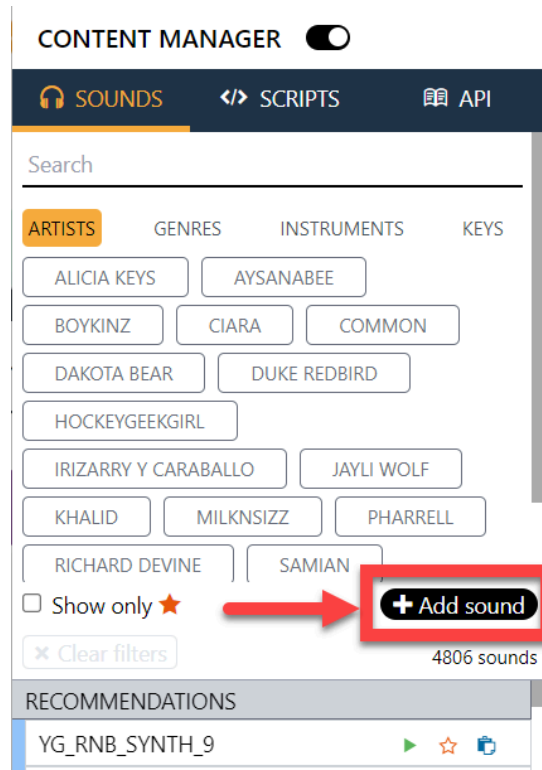 CONTENT MANAGER
SOUNDS </> SCRIPTS API
Search
ARTISTS GENRES INSTRUMENTS KEYS
ALICIA KEYS AYSANABEE
BOYKINZ CIARA COMMON
DAKOTA BEAR DUKE REDBIRD
HOCKEYGEEKGIRL
IRIZARRY Y CARABALLO JAYLI WOLF
KHALID MILKNSIZZ PHARRELL
RICHARD DEVINE SAMIAN
Show only + Add sound
× Clear filters 4806 sounds
RECOMMENDATIONS
YG_RNB_SYNTH_9